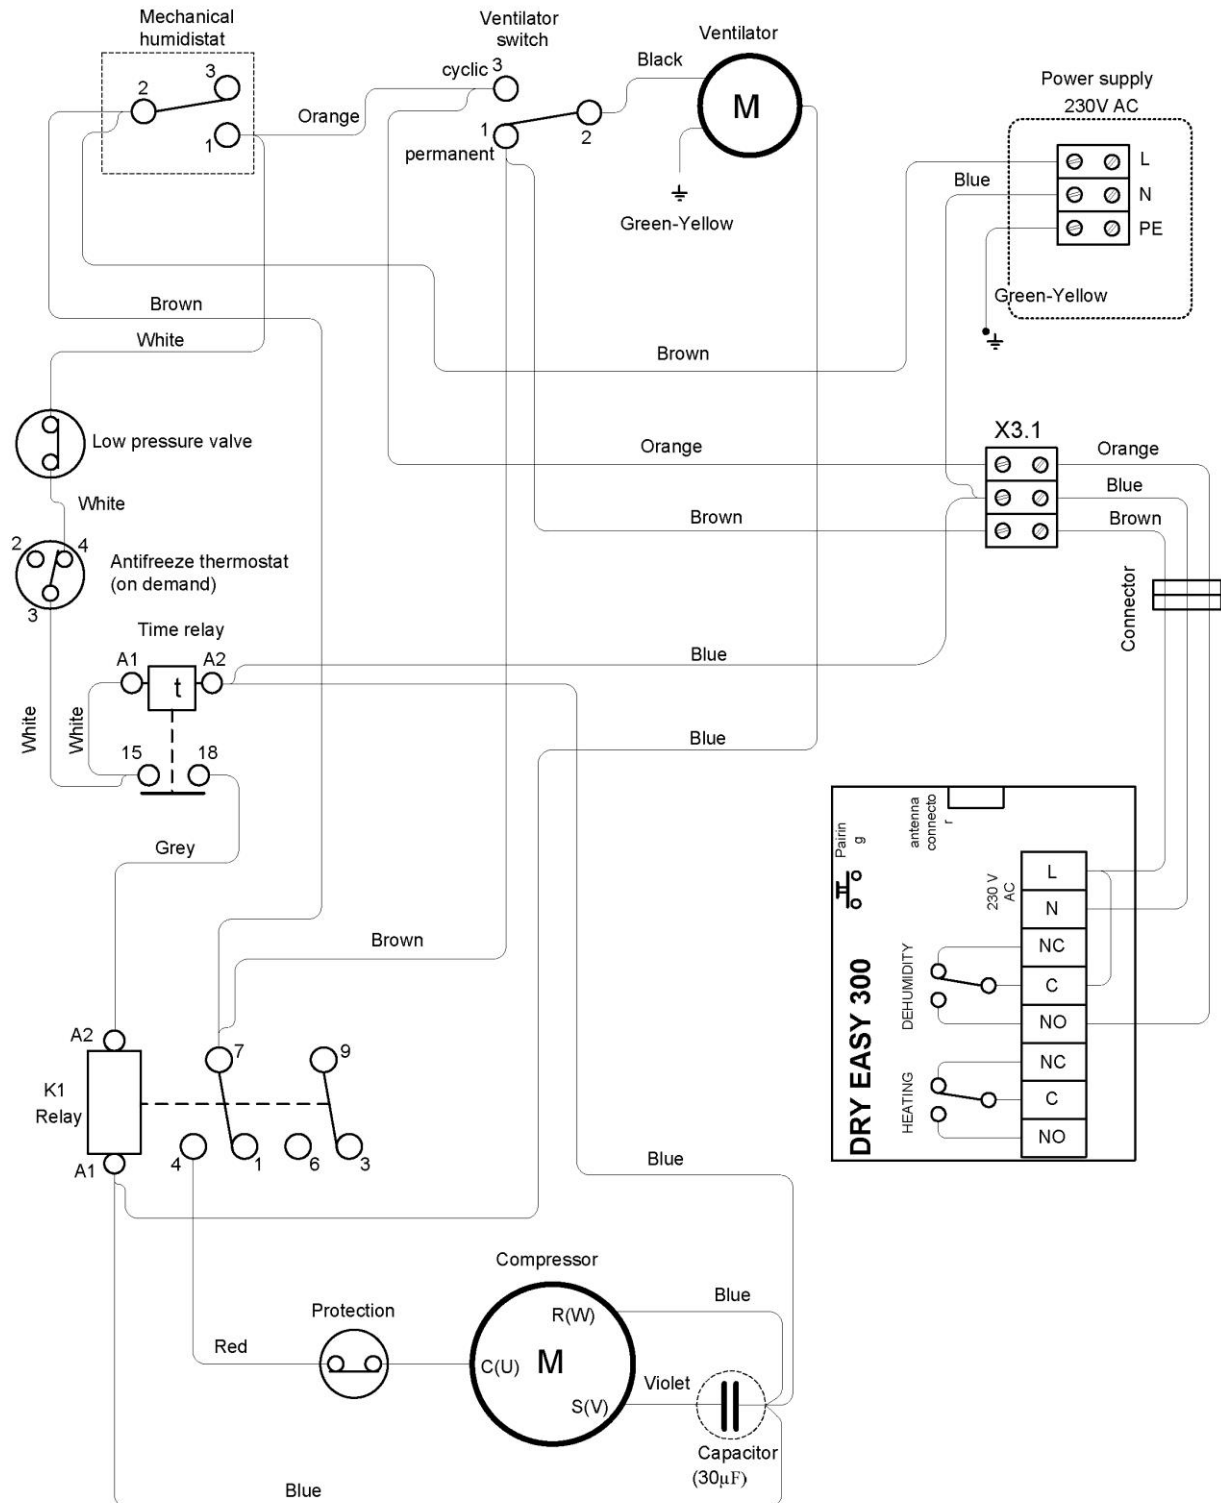 Mechanical
humidistat
Ventilator
switch
Ventilator
Power supply
230V AC
3
2
1
Orange
cyclic 3
1
permanent
2
Black
M
Green-Yellow
Blue
L
N
PE
Green-Yellow
Brown
White
Brown
Low pressure valve
White
Orange
X3.1
Orange
Blue
Brown
Brown
2
4
3
Antifreeze thermostat
(on demand)
Connector
Time relay
A1
A2
t
Blue
White
White
15
18
Blue
Grey
Brown
Pairin
g
antenna
connecto
r
230 V
AC
L
N
NC
C
NO
NC
C
NO
DEHUMIDITY
HEATING
DRY EASY 300
A2
K1
Relay
A1
7
9
4
1
6
3
Blue
Compressor
Protection
Red
R(W)
C(U)
M
S(V)
Blue
Violet
Capacitor
(30µF)
Blue